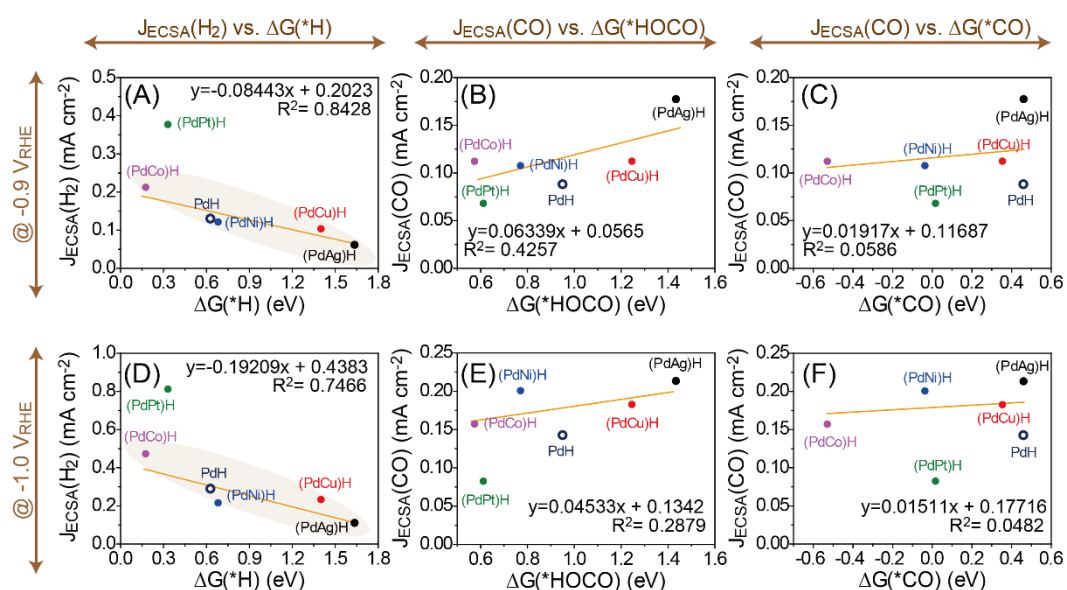 J_ECSA(H₂) vs. ΔG(*H)
J_ECSA(CO) vs. ΔG(*HOCO)
J_ECSA(CO) vs. ΔG(*CO)
@ -0.9 V_RHE
J_ECSA(H₂) (mA cm⁻²)
0.5
0.4
0.3
0.2
0.1
0.0
(A)
y=-0.08443x + 0.2023
R²= 0.8428
(PdPt)H
(PdCo)H
PdH
(PdNi)H
(PdCu)H
(PdAg)H
0.0 0.3 0.6 0.9 1.2 1.5 1.8
ΔG(*H) (eV)
J_ECSA(CO) (mA cm⁻²)
0.20
0.15
0.10
0.05
0.00
(B)
(PdAg)H
(PdCo)H
(PdNi)H
(PdCu)H
(PdPt)H
PdH
y=0.06339x + 0.0565
R²= 0.4257
0.6 0.8 1.0 1.2 1.4 1.6
ΔG(*HOCO) (eV)
J_ECSA(CO) (mA cm⁻²)
0.20
0.15
0.10
0.05
0.00
(C)
(PdAg)H
(PdNi)H
(PdCu)H
(PdCo)H
(PdPt)H
PdH
y=0.01917x + 0.11687
R²= 0.0586
-0.6 -0.4 -0.2 0.0 0.2 0.4 0.6
ΔG(*CO) (eV)
@ -1.0 V_RHE
J_ECSA(H₂) (mA cm⁻²)
1.0
0.8
0.6
0.4
0.2
0.0
(D)
y=-0.19209x + 0.4383
R²= 0.7466
(PdPt)H
(PdCo)H
PdH
(PdNi)H
(PdCu)H
(PdAg)H
0.0 0.3 0.6 0.9 1.2 1.5 1.8
ΔG(*H) (eV)
J_ECSA(CO) (mA cm⁻²)
0.25
0.20
0.15
0.10
0.05
0.00
(E)
(PdAg)H
(PdNi)H
(PdCo)H
(PdCu)H
PdH
(PdPt)H
y=0.04533x + 0.1342
R²= 0.2879
0.6 0.8 1.0 1.2 1.4 1.6
ΔG(*HOCO) (eV)
J_ECSA(CO) (mA cm⁻²)
0.25
0.20
0.15
0.10
0.05
0.00
(F)
(PdAg)H
(PdNi)H
(PdCu)H
(PdCo)H
PdH
(PdPt)H
y=0.01511x + 0.17716
R²= 0.0482
-0.6 -0.4 -0.2 0.0 0.2 0.4 0.6
ΔG(*CO) (eV)